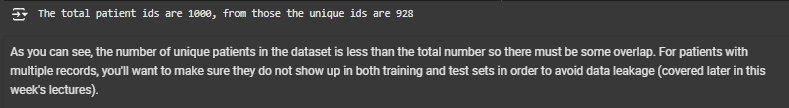 The total patient ids are 1000, from those the unique ids are 928
As you can see, the number of unique patients in the dataset is less than the total number so there must be some overlap. For patients with
multiple records, you'll want to make sure they do not show up in both training and test sets in order to avoid data leakage (covered later in this
week's lectures).